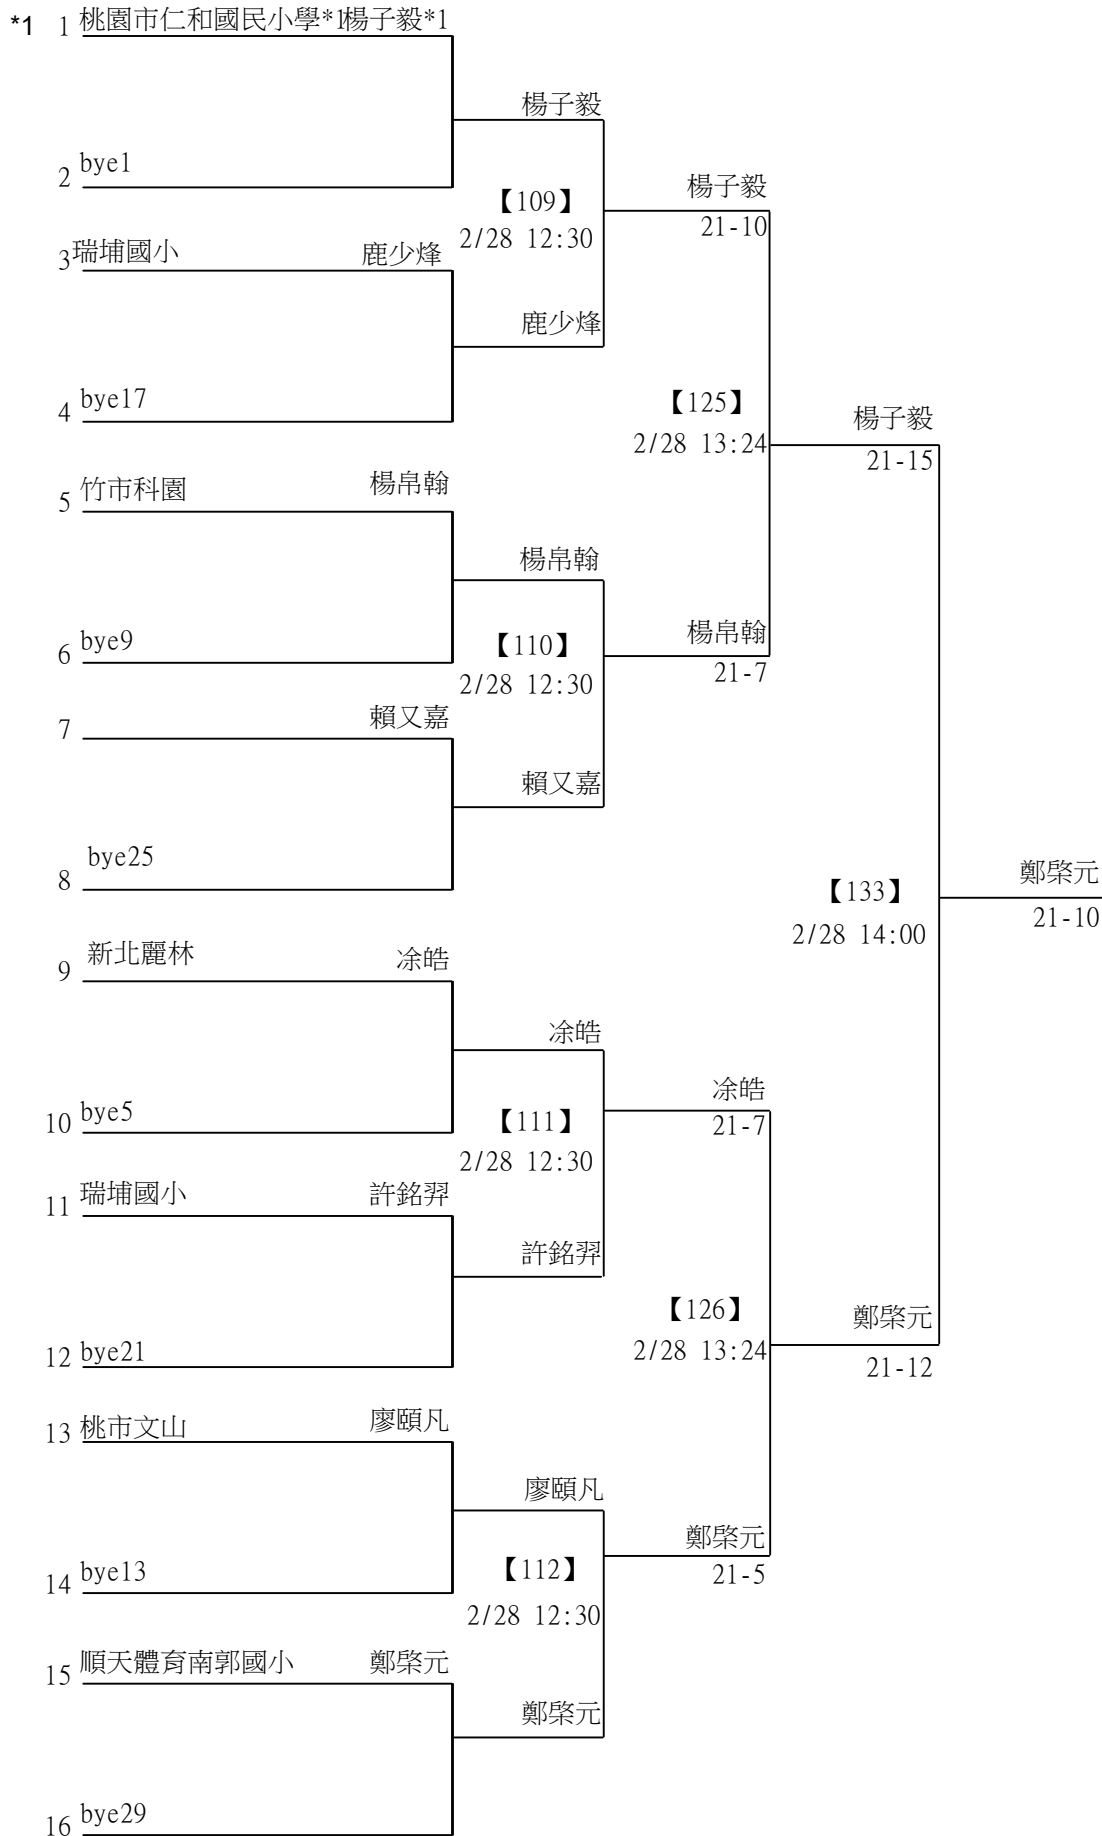 *1 1 桃園市仁和國民小學*1楊子毅*1
楊子毅
2 bye1
楊子毅
【109】
21-10
2/28 12:30
3 瑞埔國小 鹿少烽
鹿少烽
4 bye17
【125】
楊子毅
2/28 13:24
21-15
5 竹市科園 楊帛翰
楊帛翰
6 bye9
【110】
楊帛翰
2/28 12:30
21-7
7 賴又嘉
賴又嘉
8 bye25
鄭棨元
【133】
21-10
2/28 14:00
9 新北麗林 凃皓
凃皓
凃皓
10 bye5
【111】
21-7
2/28 12:30
11 瑞埔國小 許銘羿
許銘羿
【126】
鄭棨元
12 bye21
2/28 13:24
21-12
13 桃市文山 廖頤凡
廖頤凡
鄭棨元
14 bye13
【112】
21-5
2/28 12:30
15 順天體育南郭國小 鄭棨元
鄭棨元
16 bye29